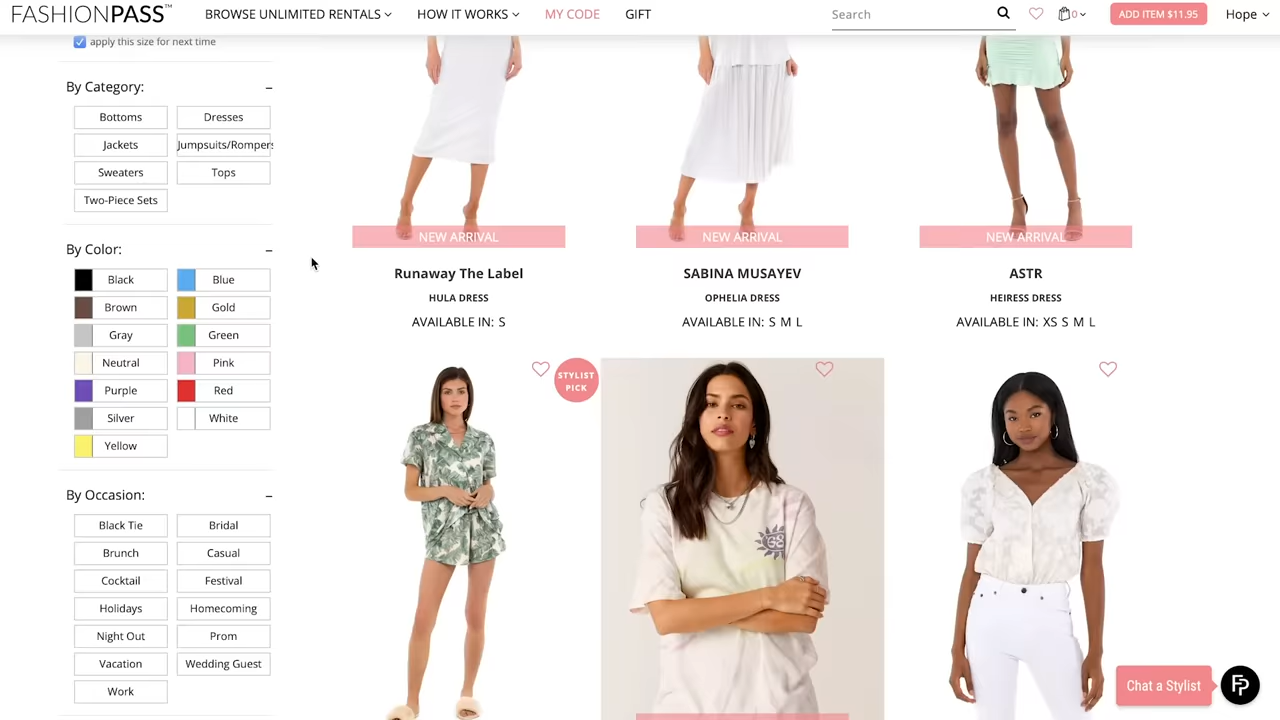 FASHIONPASS™ BROWSE UNLIMITED RENTALS HOW IT WORKS MY CODE GIFT Search 0 ADD ITEM $11.95 Hope
apply this size for next time
By Category:
Bottoms Dresses
Jackets Jumpsuits/Rompers
Sweaters Tops
Two-Piece Sets
By Color:
Black Blue
Brown Gold
Gray Green
Neutral Pink
Purple Red
Silver White
Yellow
By Occasion:
Black Tie Bridal
Brunch Casual
Cocktail Festival
Holidays Homecoming
Night Out Prom
Vacation Wedding Guest
Work
NEW ARRIVAL
Runaway The Label
HULA DRESS
AVAILABLE IN: S
NEW ARRIVAL
SABINA MUSAYEV
OPHELIA DRESS
AVAILABLE IN: S M L
NEW ARRIVAL
ASTR
HEIRESS DRESS
AVAILABLE IN: XS S M L
STYLIST
PICK
GS
Chat a Stylist
FP